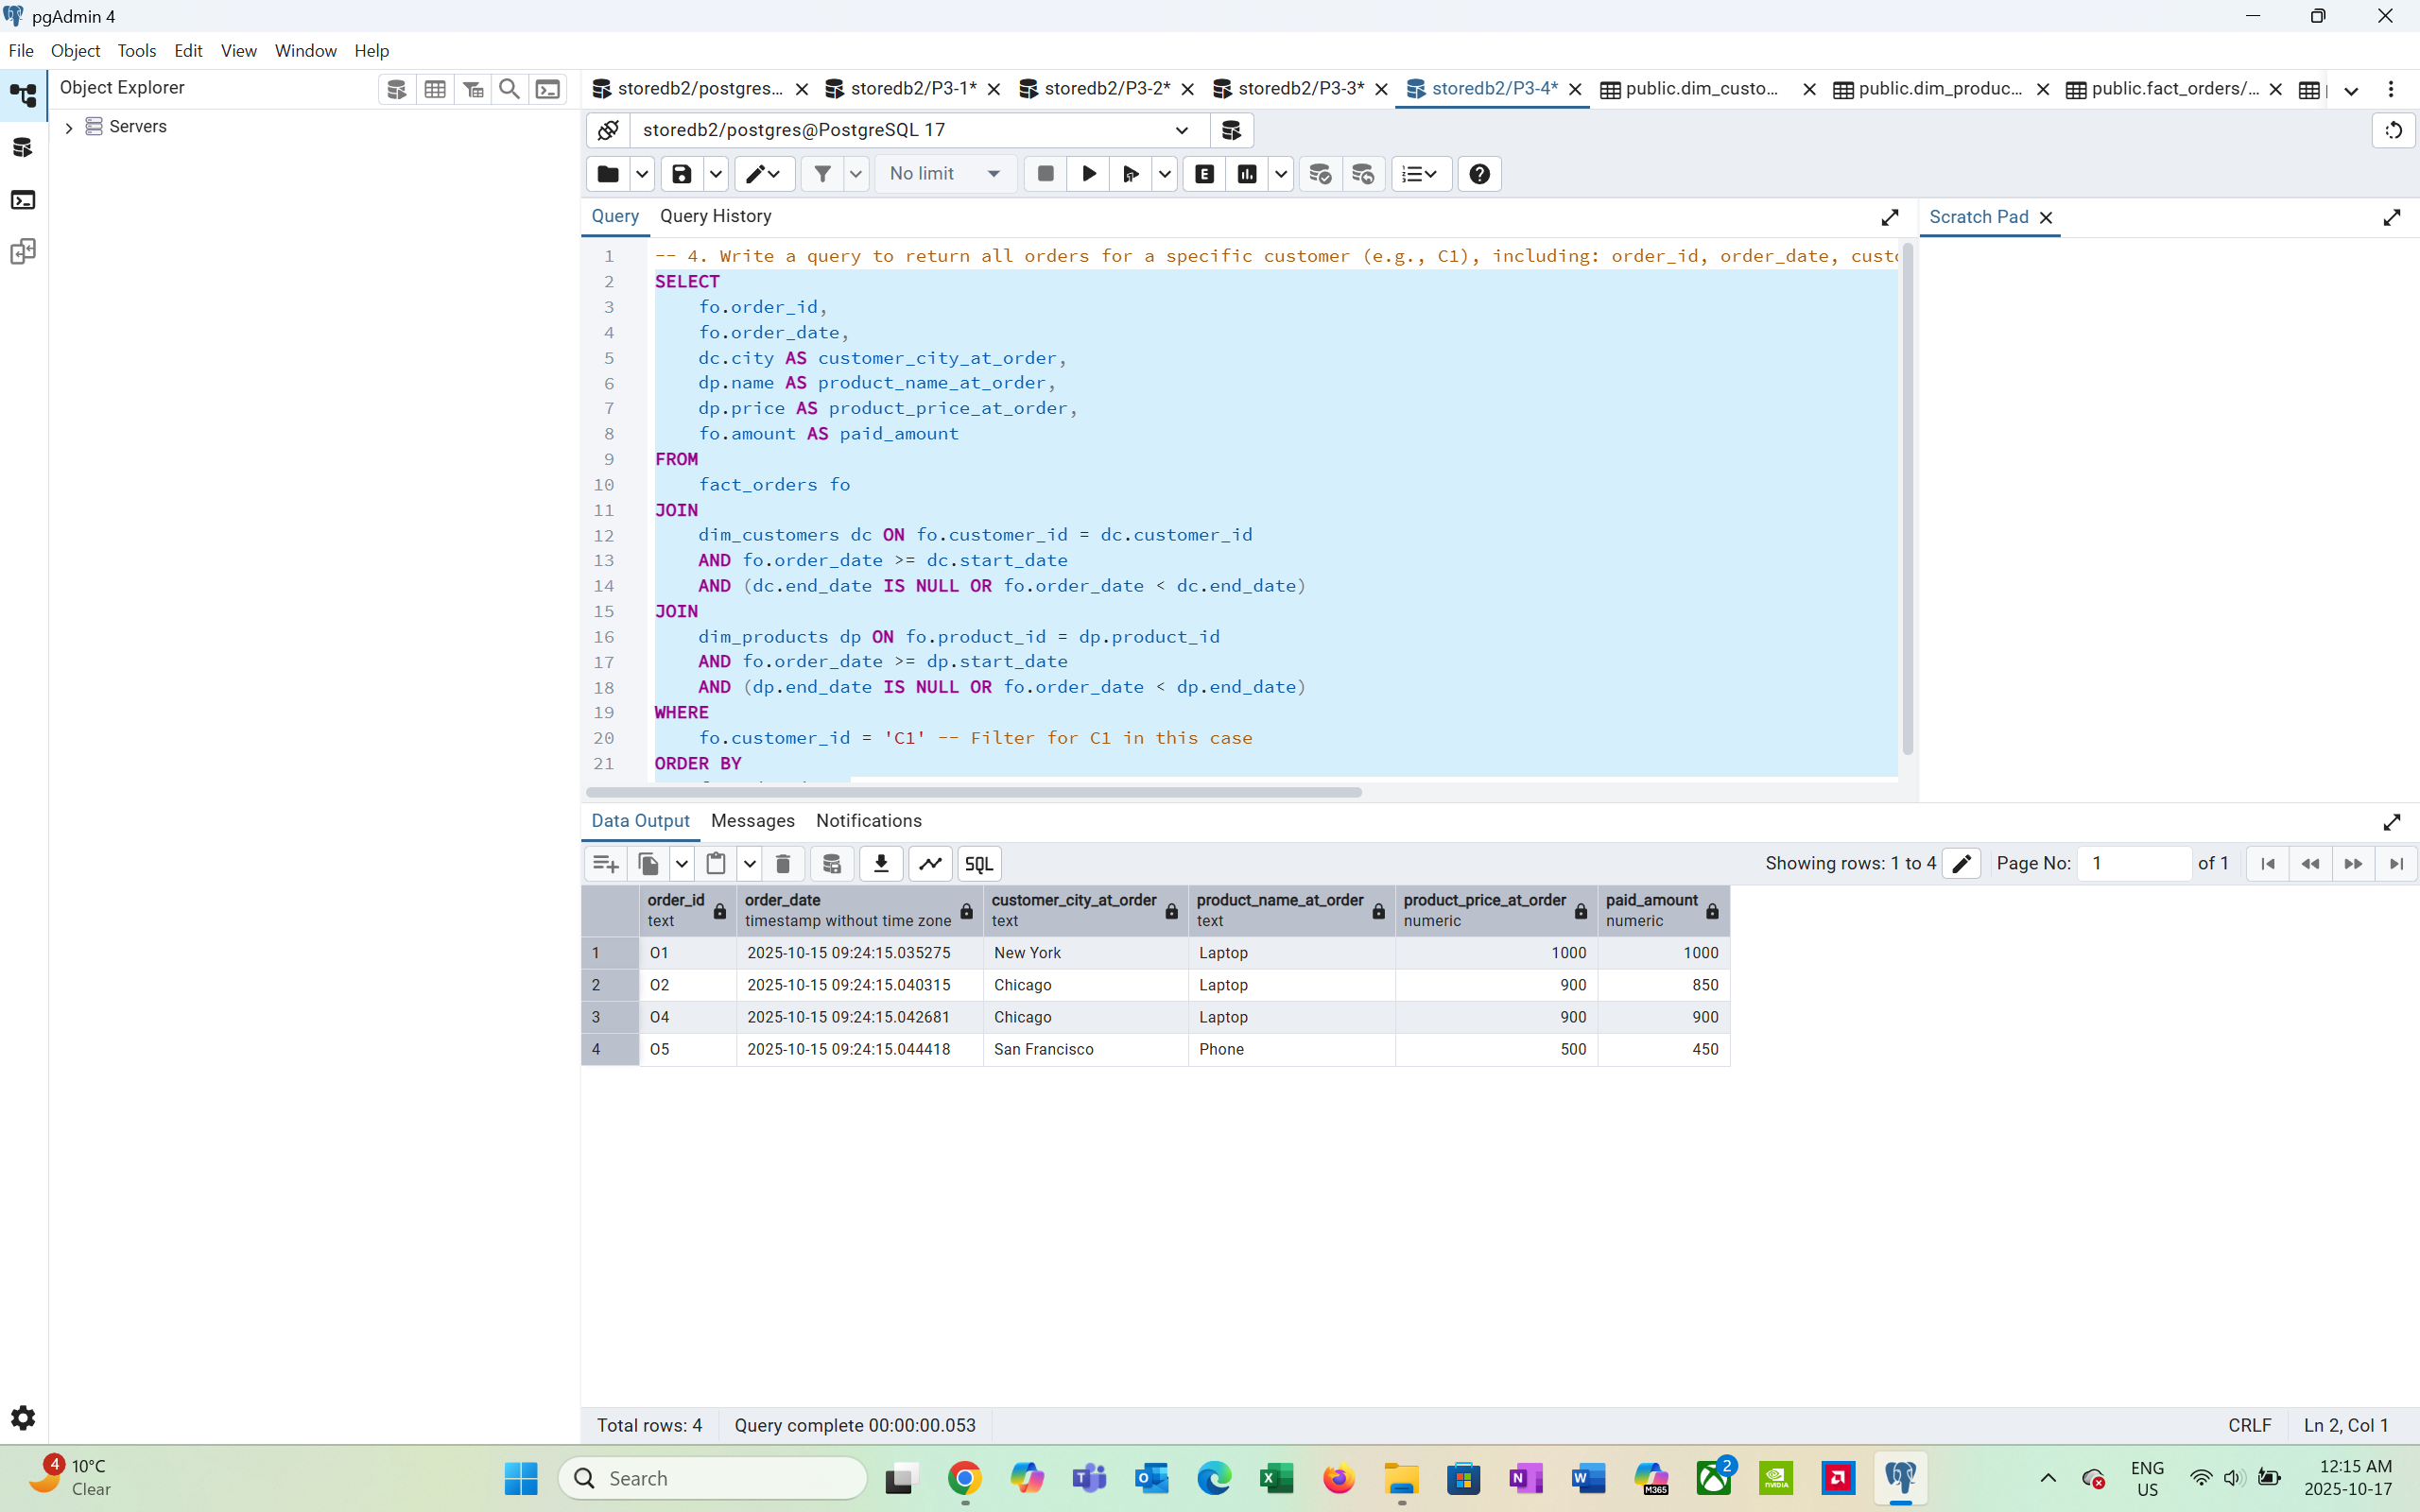 pgAdmin 4
File Object Tools Edit View Window Help
Object Explorer
Servers
storedb2/postgres... storedb2/P3-1* storedb2/P3-2* storedb2/P3-3* storedb2/P3-4* public.dim_custo... public.dim_produc... public.fact_orders/...
storedb2/postgres@PostgreSQL 17
No limit
E
Query Query History
Scratch Pad
1 -- 4. Write a query to return all orders for a specific customer (e.g., C1), including: order_id, order_date, custo
2 SELECT
3 fo.order_id,
4 fo.order_date,
5 dc.city AS customer_city_at_order,
6 dp.name AS product_name_at_order,
7 dp.price AS product_price_at_order,
8 fo.amount AS paid_amount
9 FROM
10 fact_orders fo
11 JOIN
12 dim_customers dc ON fo.customer_id = dc.customer_id
13 AND fo.order_date >= dc.start_date
14 AND (dc.end_date IS NULL OR fo.order_date < dc.end_date)
15 JOIN
16 dim_products dp ON fo.product_id = dp.product_id
17 AND fo.order_date >= dp.start_date
18 AND (dp.end_date IS NULL OR fo.order_date < dp.end_date)
19 WHERE
20 fo.customer_id = 'C1' -- Filter for C1 in this case
21 ORDER BY
Data Output Messages Notifications
SQL
Showing rows: 1 to 4 Page No: 1 of 1
order_id order_date customer_city_at_order product_name_at_order product_price_at_order paid_amount
text timestamp without time zone text text numeric numeric
1 O1 2025-10-15 09:24:15.035275 New York Laptop 1000 1000
2 O2 2025-10-15 09:24:15.040315 Chicago Laptop 900 850
3 O4 2025-10-15 09:24:15.042681 Chicago Laptop 900 900
4 O5 2025-10-15 09:24:15.044418 San Francisco Phone 500 450
Total rows: 4 Query complete 00:00:00.053 CRLF Ln 2, Col 1
4 10°C
Clear
Search
M365
2
NVIDIA
ENG
US
12:15 AM
2025-10-17